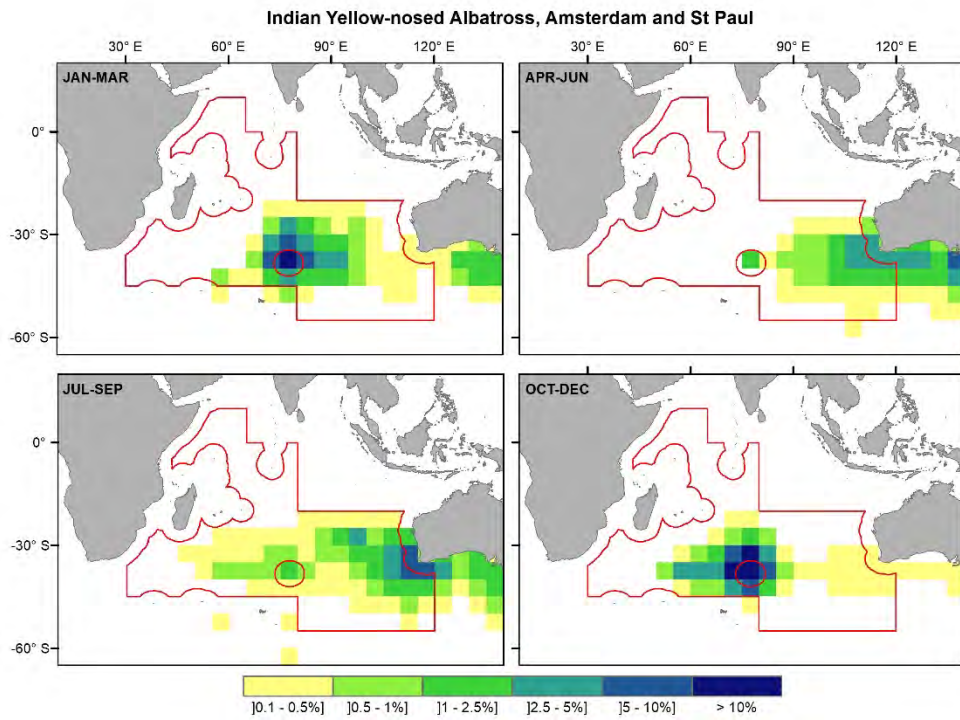 Indian Yellow-nosed Albatross, Amsterdam and St Paul
30° E 60° E 90° E 120° E 30° E 60° E 90° E 120° E
JAN-MAR APR-JUN
0°
-30° S
-60° S
JUL-SEP OCT-DEC
0°
-30° S
-60° S
]0.1 - 0.5%] ]0.5 - 1%] ]1 - 2.5%] ]2.5 - 5%] ]5 - 10%] > 10%